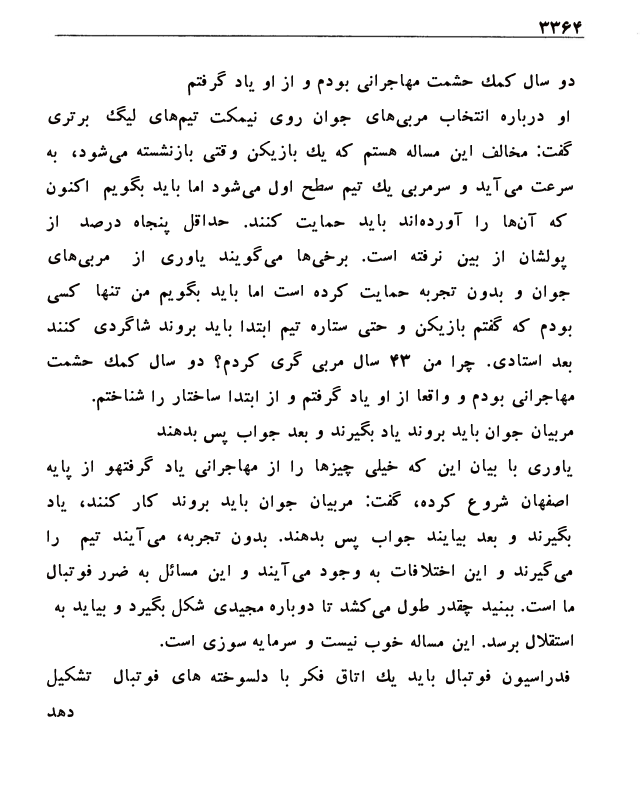 ۳۳۶۴
دو سال کمك حشمت مهاجرانی بودم و از او یاد گرفتم
او درباره انتخاب مربی‌های جوان روی نیمکت تیم‌های لیگ برتری
گفت: مخالف این مساله هستم که یك بازیکن وقتی بازنشسته می‌شود، به
سرعت می‌آید و سرمربی یك تیم سطح اول می‌شود اما باید بگویم اکنون
که آن‌ها را آورده‌اند باید حمایت کنند. حداقل پنجاه درصد از
پولشان از بین نرفته است. برخی‌ها می‌گویند یاوری از مربی‌های
جوان و بدون تجربه حمایت کرده است اما باید بگویم من تنها کسی
بودم که گفتم بازیکن و حتی ستاره تیم ابتدا باید بروند شاگردی کنند
بعد استادی. چرا من ۴۳ سال مربی گری کردم؟ دو سال کمك حشمت
مهاجرانی بودم و واقعا از او یاد گرفتم و از ابتدا ساختار را شناختم.
مربیان جوان باید بروند یاد بگیرند و بعد جواب پس بدهند
یاوری با بیان این که خیلی چیزها را از مهاجرانی یاد گرفتهو از پایه
اصفهان شروع کرده، گفت: مربیان جوان باید بروند کار کنند، یاد
بگیرند و بعد بیایند جواب پس بدهند. بدون تجربه، می‌آیند تیم را
می‌گیرند و این اختلافات به وجود می‌آیند و این مسائل به ضرر فوتبال
ما است. ببنید چقدر طول می‌کشد تا دوباره مجیدی شکل بگیرد و بیاید به
استقلال برسد. این مساله خوب نیست و سرمایه سوزی است.
فدراسیون فوتبال باید یك اتاق فکر با دلسوخته های فوتبال تشکیل
دهد